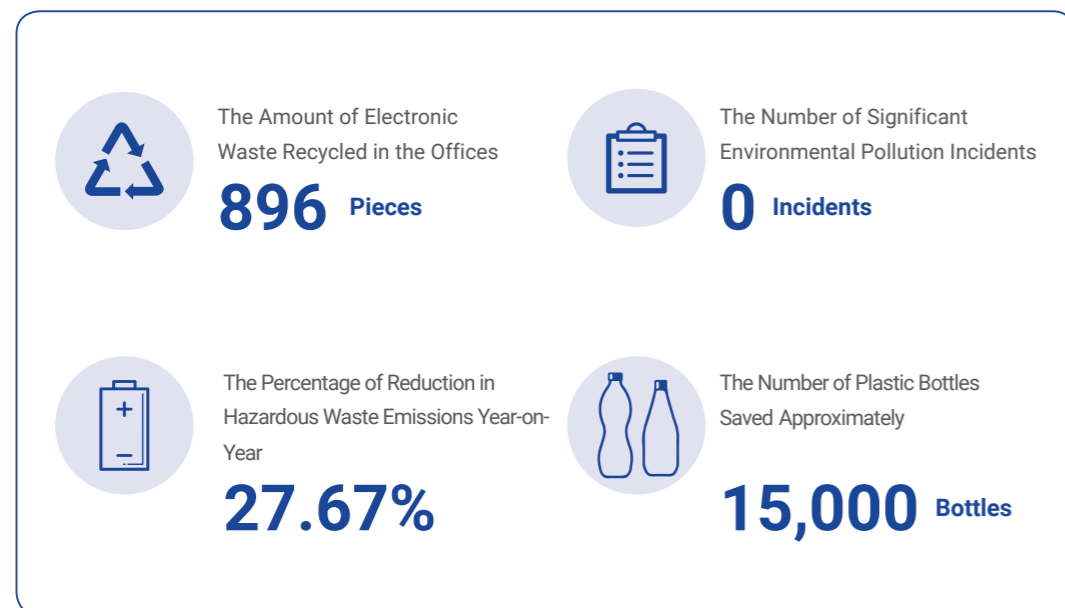 The Amount of Electronic
Waste Recycled in the Offices
896 Pieces
The Number of Significant
Environmental Pollution Incidents
0 Incidents
The Percentage of Reduction in
Hazardous Waste Emissions Year-on-
Year
27.67%
The Number of Plastic Bottles
Saved Approximately
15,000 Bottles